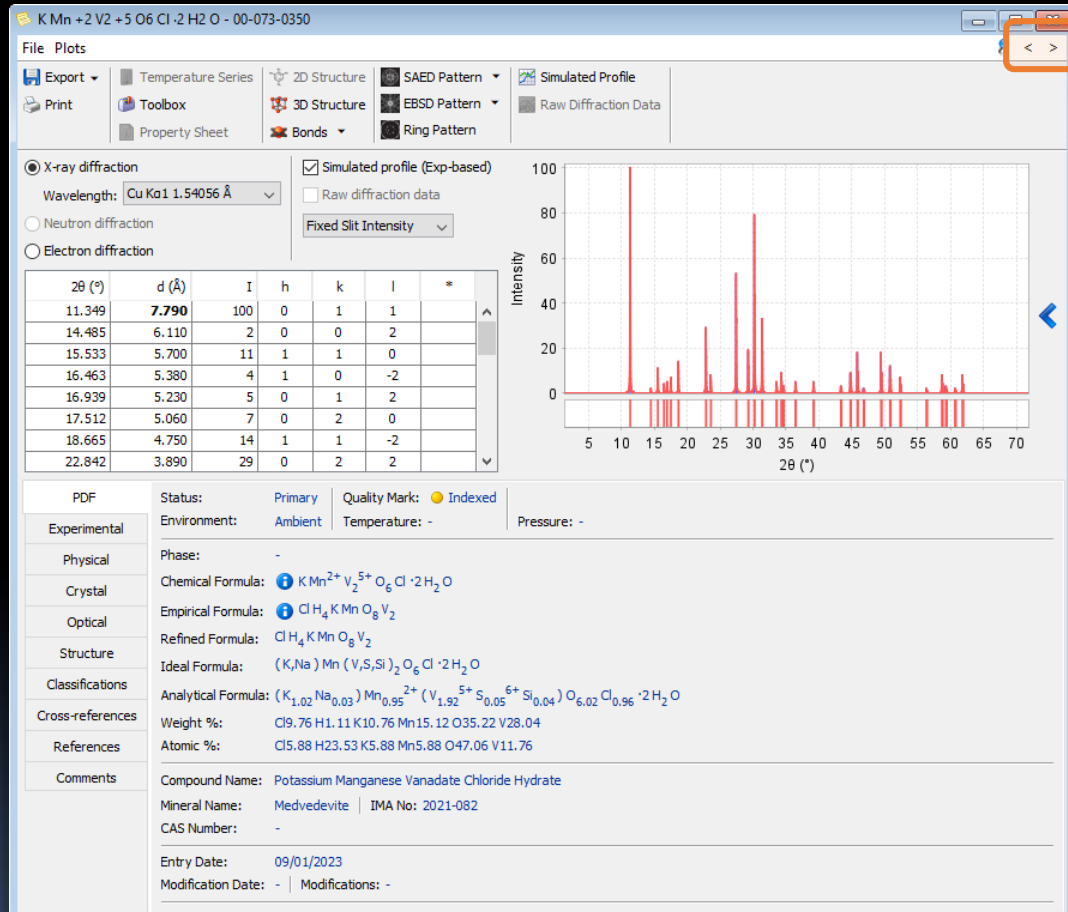 K Mn +2 V2 +5 O6 Cl ·2 H2 O - 00-073-0350
File Plots
< >
Export Temperature Series 2D Structure SAED Pattern Simulated Profile
Print Toolbox 3D Structure EBSD Pattern Raw Diffraction Data
Property Sheet Bonds Ring Pattern
X-ray diffraction
Wavelength: Cu Kα1 1.54056 Å
Neutron diffraction
Electron diffraction
Simulated profile (Exp-based)
Raw diffraction data
Fixed Slit Intensity
2θ (°) d (Å) I h k l *
11.349 7.790 100 0 1 1
14.485 6.110 2 0 0 2
15.533 5.700 11 1 1 0
16.463 5.380 4 1 0 -2
16.939 5.230 5 0 1 2
17.512 5.060 7 0 2 0
18.665 4.750 14 1 1 -2
22.842 3.890 29 0 2 2
Intensity
100
80
60
40
20
0
5 10 15 20 25 30 35 40 45 50 55 60 65 70
2θ (°)
PDF
Experimental
Physical
Crystal
Optical
Structure
Classifications
Cross-references
References
Comments
Status: Primary Quality Mark: Indexed
Environment: Ambient Temperature: - Pressure: -
Phase: -
Chemical Formula: K Mn2+ V2 5+ O6 Cl ·2 H2 O
Empirical Formula: Cl H4 K Mn O8 V2
Refined Formula: Cl H4 K Mn O8 V2
Ideal Formula: ( K,Na ) Mn ( V,S,Si )2 O6 Cl ·2 H2 O
Analytical Formula: ( K1.02 Na0.03 ) Mn0.95 2+ ( V1.92 5+ S0.05 6+ Si0.04 ) O6.02 Cl0.96 ·2 H2 O
Weight %: Cl9.76 H1.11 K10.76 Mn15.12 O35.22 V28.04
Atomic %: Cl5.88 H23.53 K5.88 Mn5.88 O47.06 V11.76
Compound Name: Potassium Manganese Vanadate Chloride Hydrate
Mineral Name: Medvedevite IMA No: 2021-082
CAS Number: -
Entry Date: 09/01/2023
Modification Date: - Modifications: -